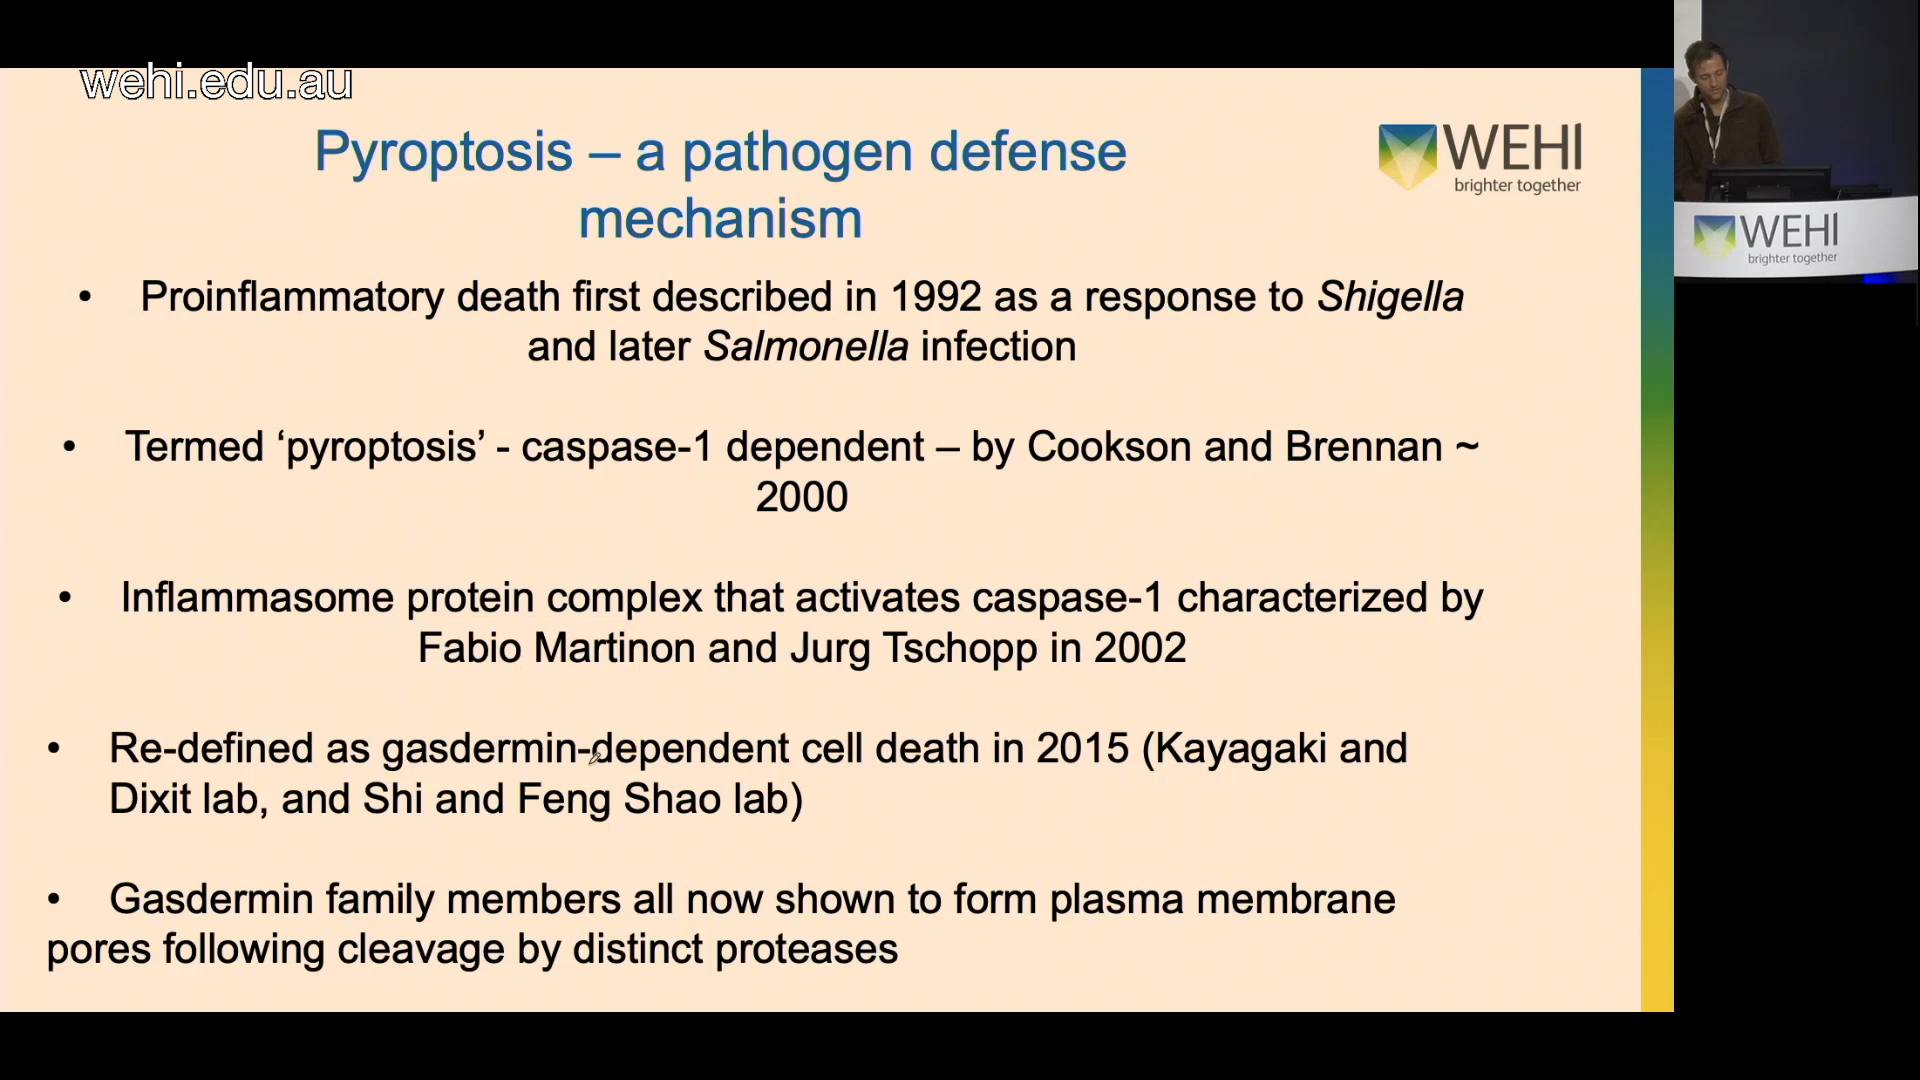 wehi.edu.au
Pyroptosis – a pathogen defense
mechanism
WEHI
brighter together
• Proinflammatory death first described in 1992 as a response to Shigella
and later Salmonella infection
• Termed ‘pyroptosis’ - caspase-1 dependent – by Cookson and Brennan ~
2000
• Inflammasome protein complex that activates caspase-1 characterized by
Fabio Martinon and Jurg Tschopp in 2002
• Re-defined as gasdermin-dependent cell death in 2015 (Kayagaki and
Dixit lab, and Shi and Feng Shao lab)
• Gasdermin family members all now shown to form plasma membrane
pores following cleavage by distinct proteases
WEHI
brighter together